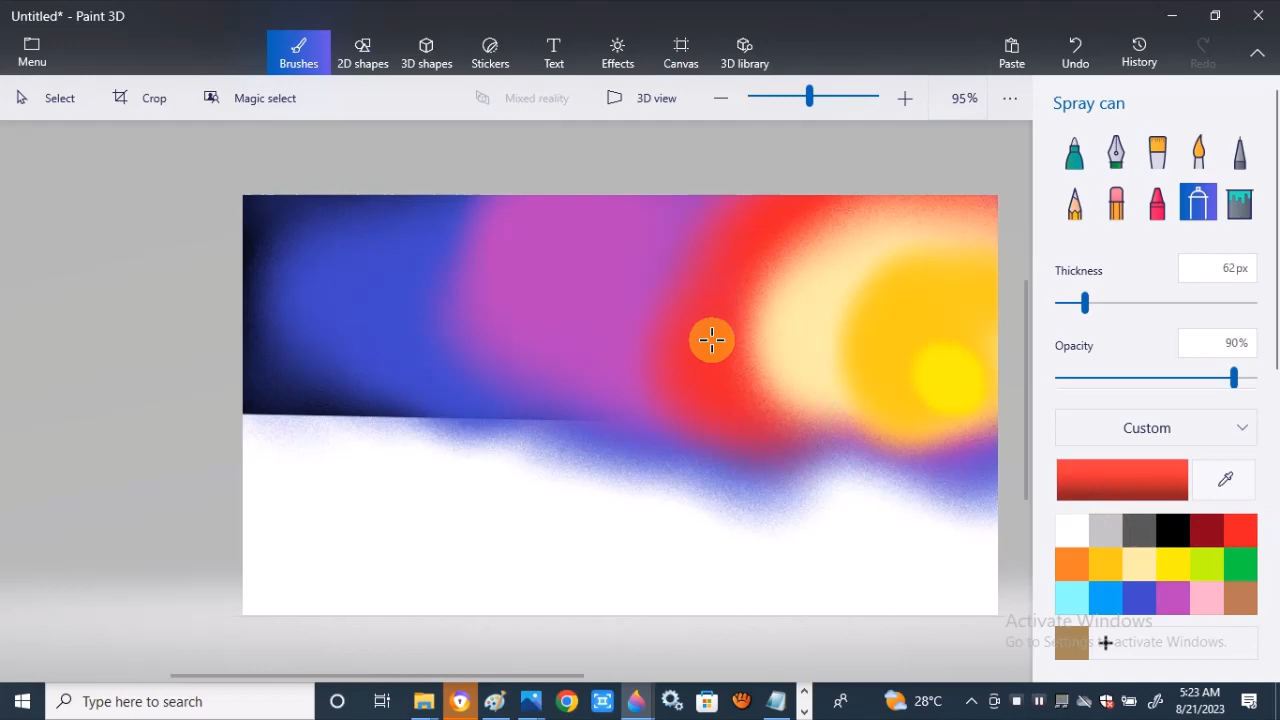 Untitled* - Paint 3D
Menu
Brushes
2D shapes
3D shapes
Stickers
Text
Effects
Canvas
3D library
Paste
Undo
History
Redo
Select
Crop
Magic select
Mixed reality
3D view
95%
Spray can
Thickness
62px
Opacity
90%
Custom
Activate Windows
Go to Settings to activate Windows.
Type here to search
28°C
5:23 AM
8/21/2023